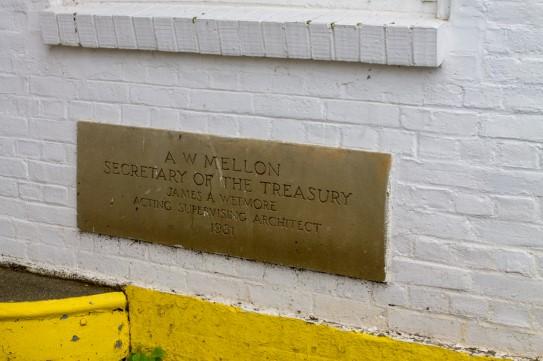 A W MELLON
SECRETARY OF THE TREASURY
JAMES A WETMORE
ACTING SUPERVISING ARCHITECT
1931